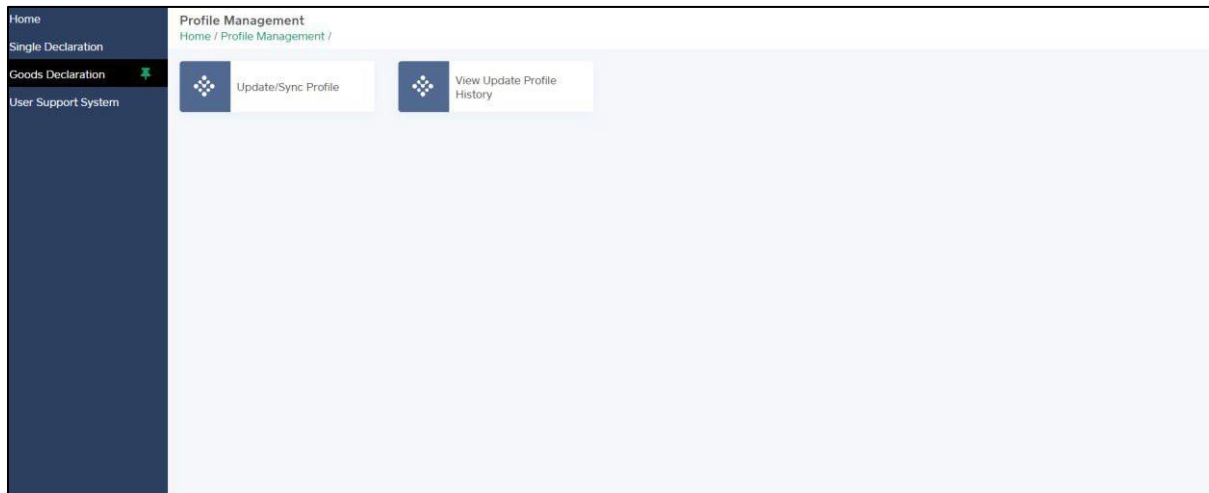 Home
Single Declaration
Goods Declaration
User Support System
Profile Management
Home / Profile Management /
Update/Sync Profile
View Update Profile
History